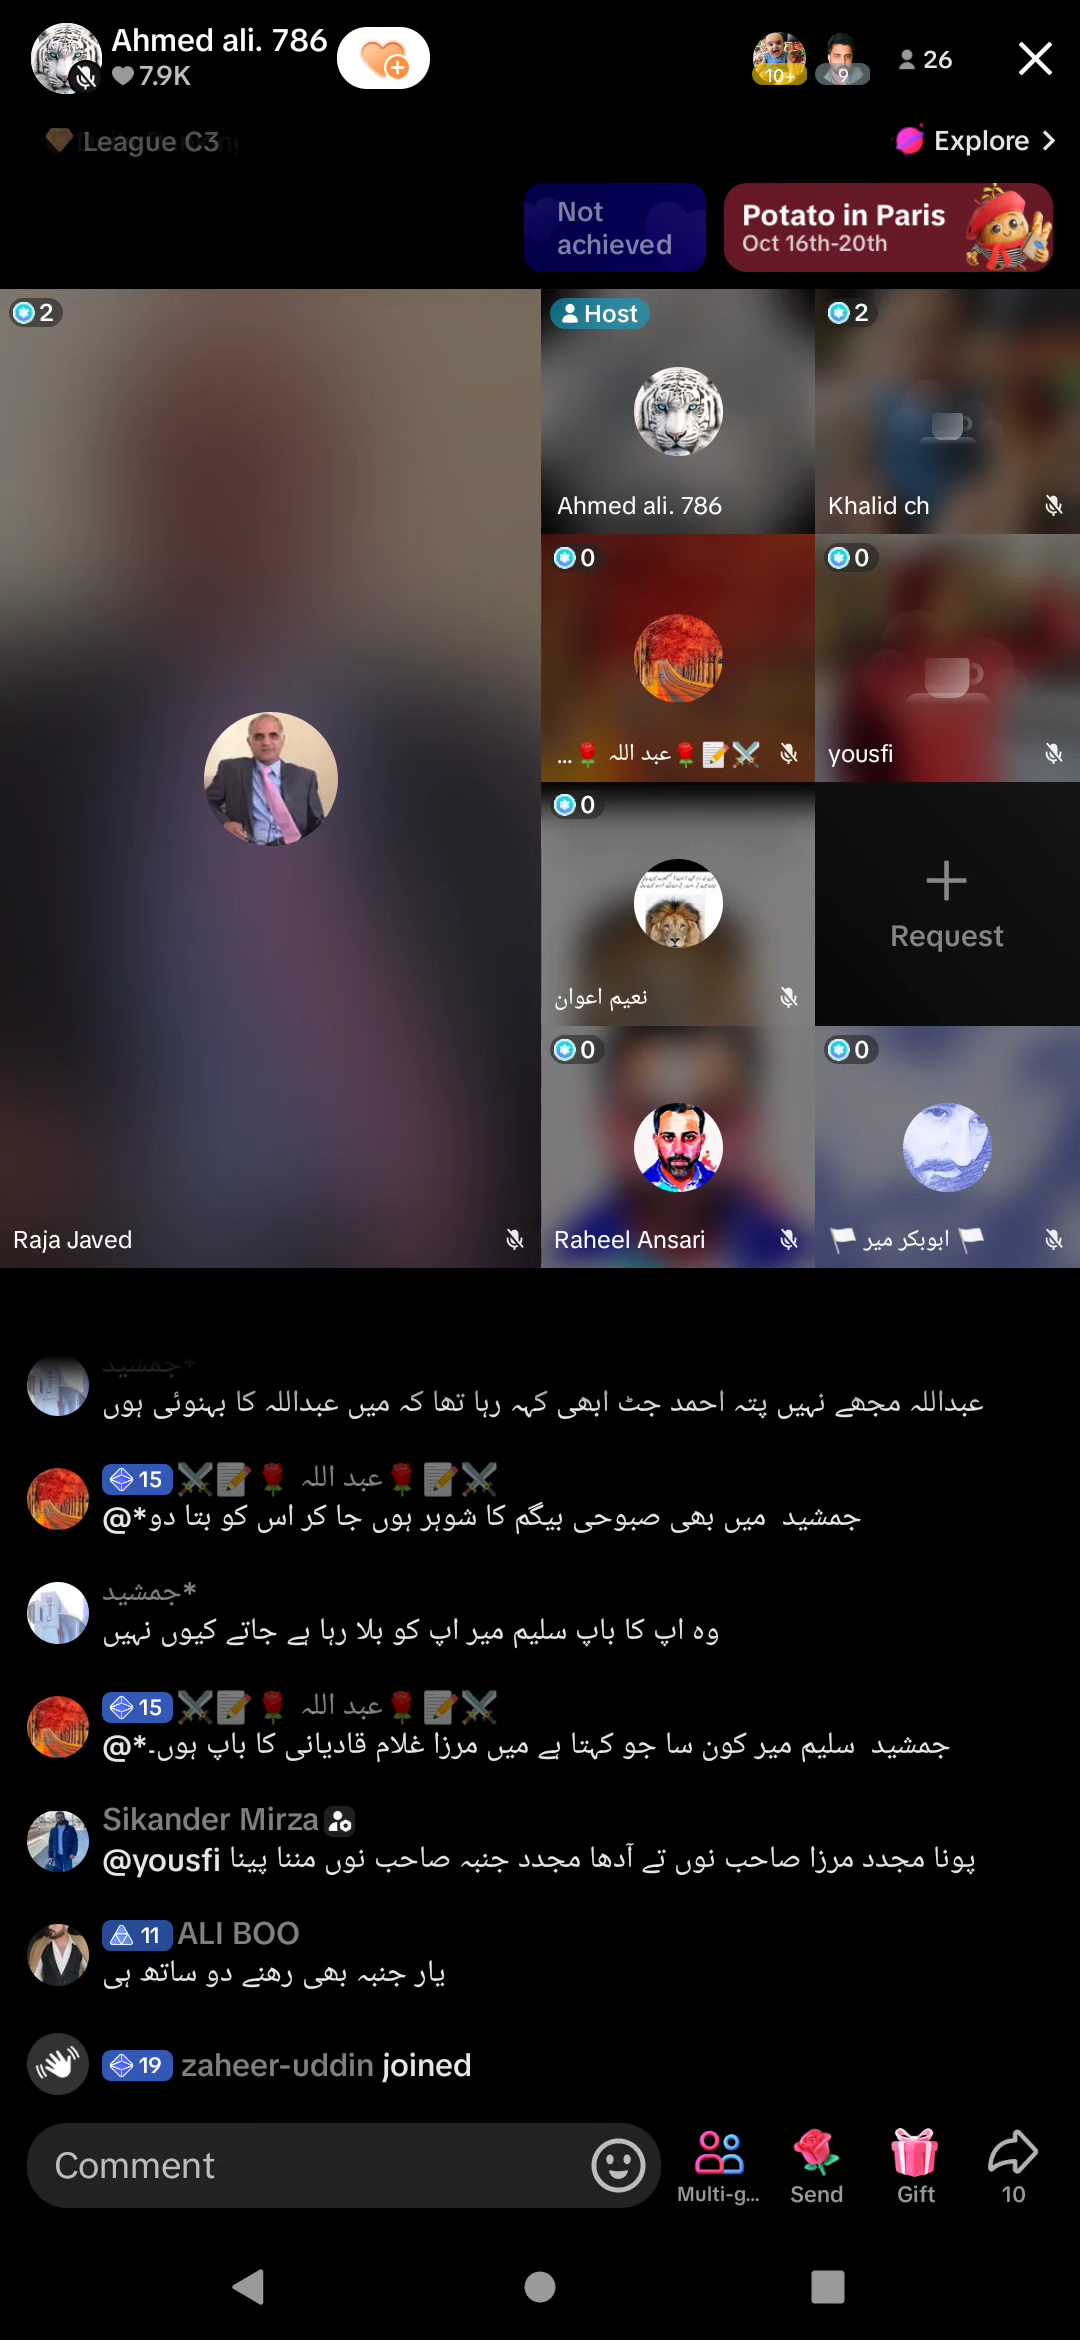 Ahmed ali. 786
7.9K
10+
9
26
League C3
Explore
Not
achieved
Potato in Paris
Oct 16th-20th
2
Host
Ahmed ali. 786
2
Khalid ch
0
... 🌹 عبد اللہ 🌹📝⚔️
0
yousfi
0
نعیم اعوان
Request
Raja Javed
0
Raheel Ansari
0
🏳️ ابوبکر میر 🏳️
جمشید*
عبداللہ مجھے نہیں پتہ احمد جٹ ابھی کہہ رہا تھا کہ میں عبداللہ کا بہنوئی ہوں
15 ⚔️📝🌹 عبد اللہ 🌹📝⚔️
@*جمشید میں بھی صبوحی بیگم کا شوہر ہوں جا کر اس کو بتا دو
جمشید*
وہ اپ کا باپ سلیم میر اپ کو بلا رہا ہے جاتے کیوں نہیں
15 ⚔️📝🌹 عبد اللہ 🌹📝⚔️
@*جمشید سلیم میر کون سا جو کہتا ہے میں مرزا غلام قادیانی کا باپ ہوں۔
Sikander Mirza
@yousfi پونا مجدد مرزا صاحب نوں تے آدھا مجدد جنبہ صاحب نوں مننا پینا
11 ALI BOO
یار جنبہ بھی رھنے دو ساتھ ہی
19 zaheer-uddin joined
Comment
Multi-g...
Send
Gift
10